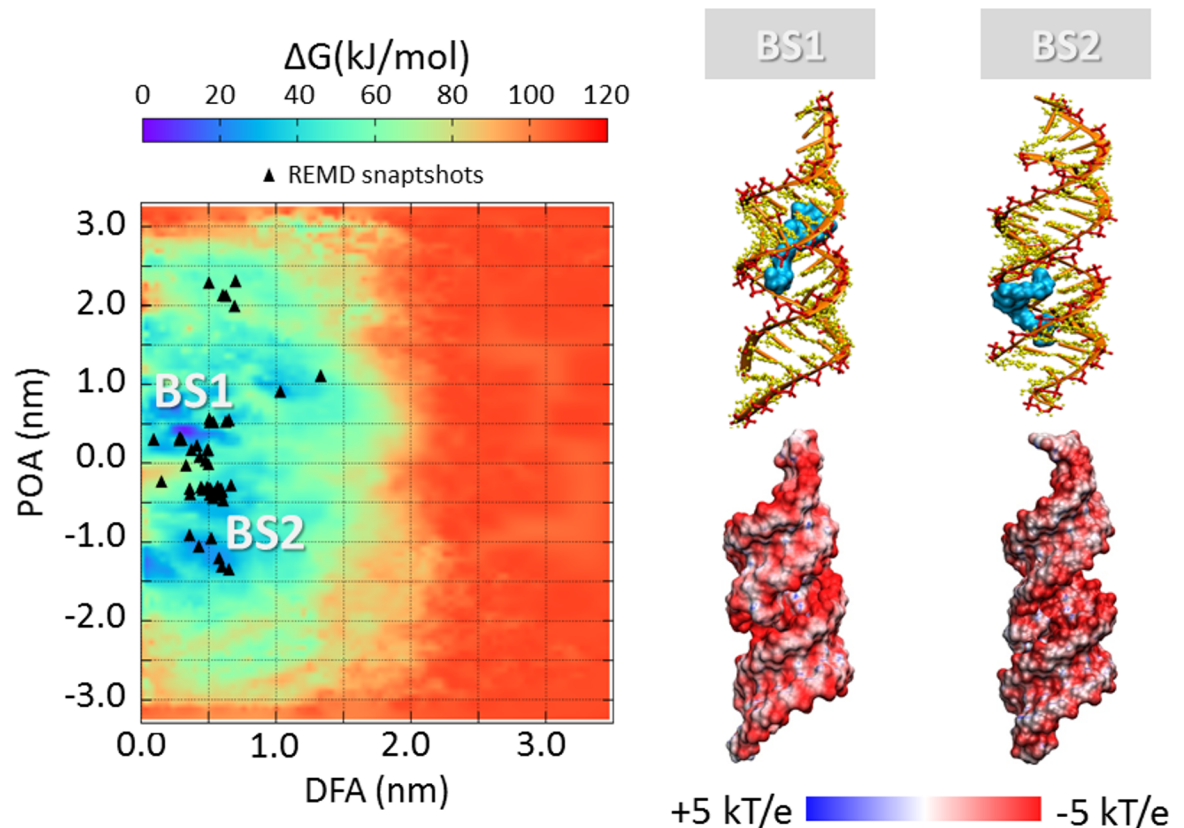 ΔG(kJ/mol)
0 20 40 60 80 100 120
▲ REMD snaptshots
3.0
2.0
1.0
0.0
-1.0
-2.0
-3.0
POA (nm)
BS1
BS2
0.0 1.0 2.0 3.0
DFA (nm)
BS1
BS2
+5 kT/e -5 kT/e